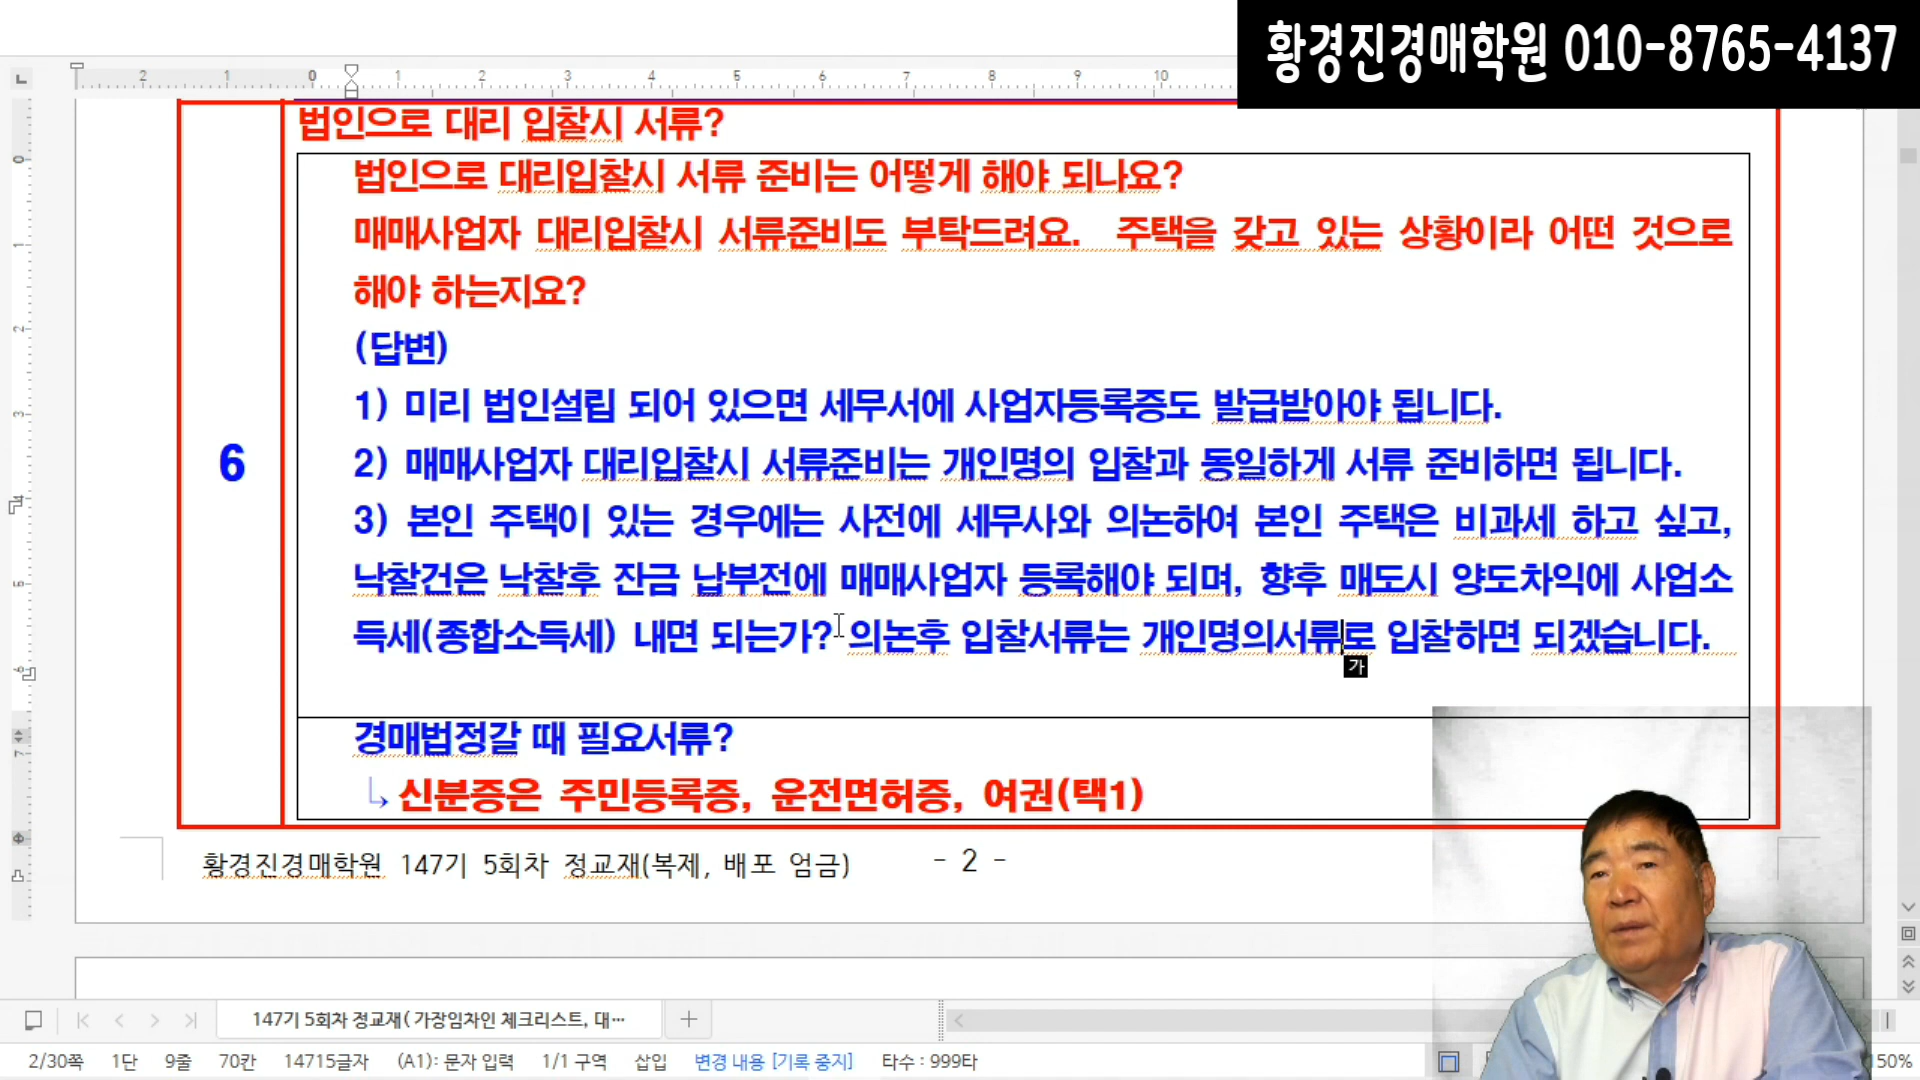 황경진경매학원 010-8765-4137
2 1 0 1 2 3 4 5 6 7 8 9 10
법인으로 대리 입찰시 서류?
법인으로 대리입찰시 서류 준비는 어떻게 해야 되나요?
매매사업자 대리입찰시 서류준비도 부탁드려요. 주택을 갖고 있는 상황이라 어떤 것으로
해야 하는지요?
(답변)
1) 미리 법인설립 되어 있으면 세무서에 사업자등록증도 발급받아야 됩니다.
6
2) 매매사업자 대리입찰시 서류준비는 개인명의 입찰과 동일하게 서류 준비하면 됩니다.
3) 본인 주택이 있는 경우에는 사전에 세무사와 의논하여 본인 주택은 비과세 하고 싶고,
낙찰건은 낙찰후 잔금 납부전에 매매사업자 등록해야 되며, 향후 매도시 양도차익에 사업소
득세(종합소득세) 내면 되는가? 의논후 입찰서류는 개인명의서류로 입찰하면 되겠습니다.
가
경매법정갈 때 필요서류?
↳ 신분증은 주민등록증, 운전면허증, 여권(택1)
황경진경매학원 147기 5회차 정교재(복제, 배포 엄금) - 2 -
147기 5회차 정교재( 가장임차인 체크리스트, 대…
2/30쪽 1단 9줄 70칸 14715글자 (A1): 문자 입력 1/1 구역 삽입 변경 내용 [기록 중지] 타수 : 999타 150%